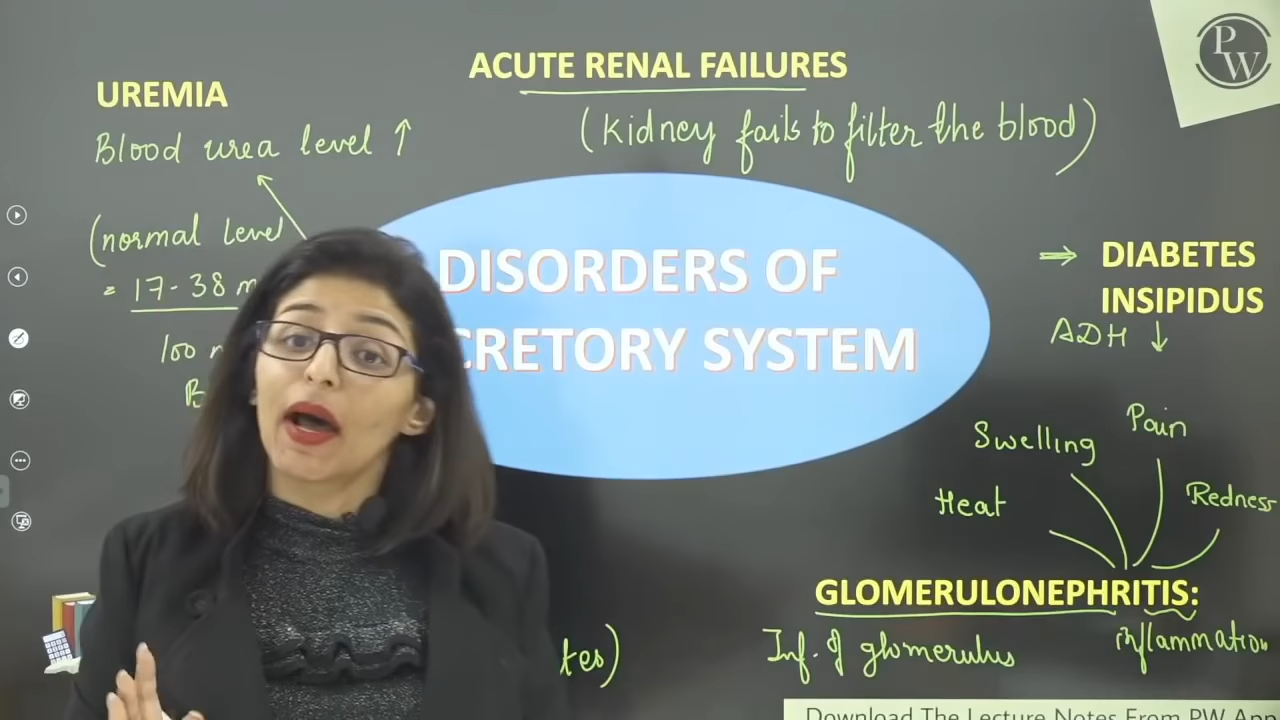 PW
ACUTE RENAL FAILURES
(Kidney fails to filter the blood)
UREMIA
Blood urea level ↑
(normal level
= 17-38 m
100
DISORDERS OF
CRETORY SYSTEM
⇒ DIABETES
INSIPIDUS
ADH ↓
Swelling
Pain
Heat
Redness
GLOMERULONEPHRITIS:
Inf. of glomerulus
inflammation
tes)
Download The Lecture Notes From PW App